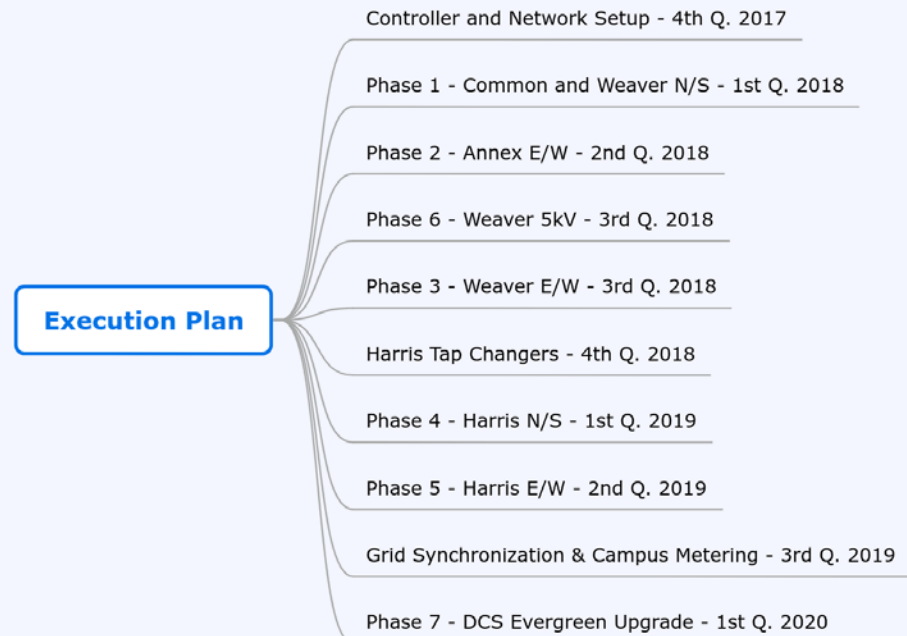 Controller and Network Setup - 4th Q. 2017
Phase 1 - Common and Weaver N/S - 1st Q. 2018
Phase 2 - Annex E/W - 2nd Q. 2018
Phase 6 - Weaver 5kV - 3rd Q. 2018
Phase 3 - Weaver E/W - 3rd Q. 2018
Execution Plan
Harris Tap Changers - 4th Q. 2018
Phase 4 - Harris N/S - 1st Q. 2019
Phase 5 - Harris E/W - 2nd Q. 2019
Grid Synchronization & Campus Metering - 3rd Q. 2019
Phase 7 - DCS Evergreen Upgrade - 1st Q. 2020